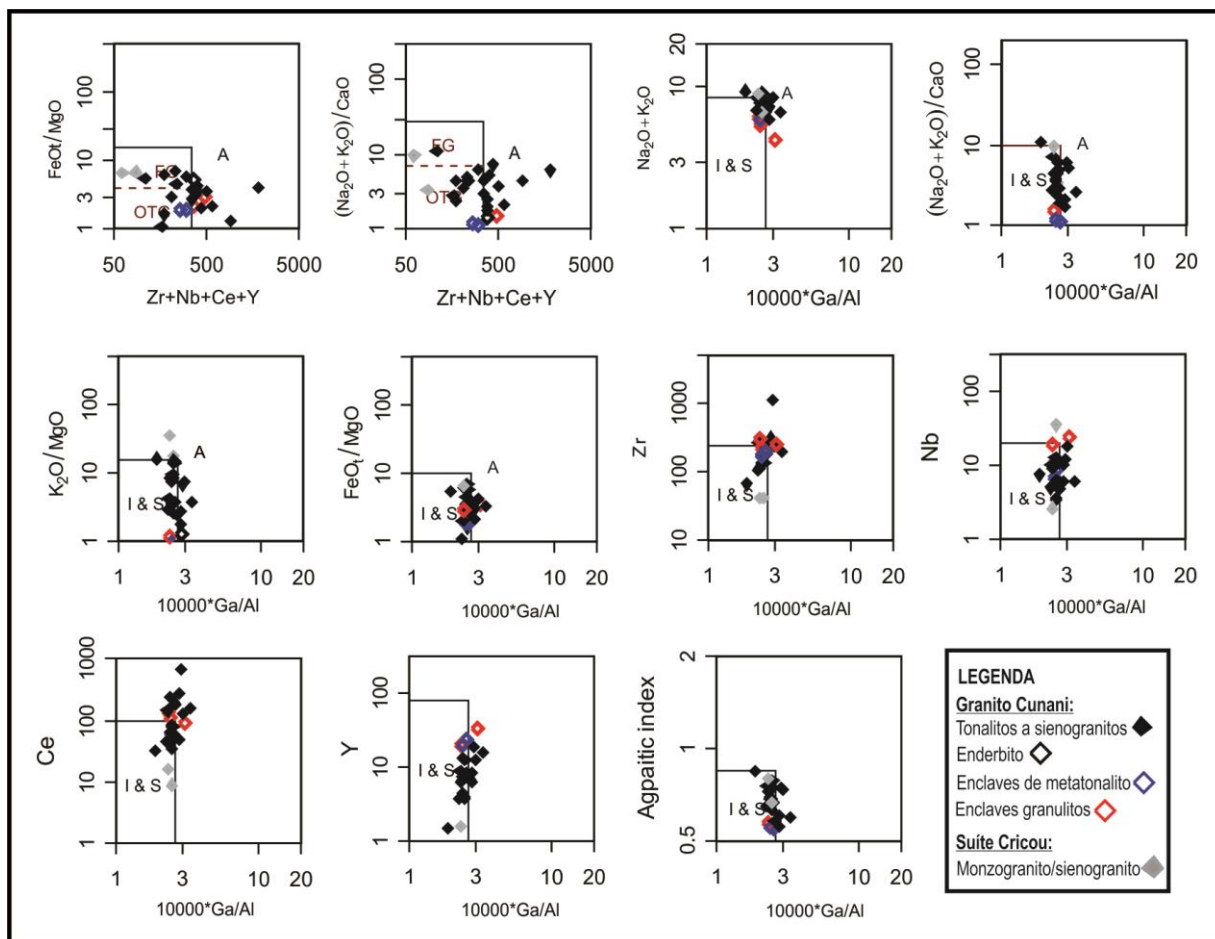 FeOt/MgO
100
10
3
1
A
FG
OTG
50
500
5000
Zr+Nb+Ce+Y
(Na₂O+K₂O)/CaO
100
10
3
1
A
FG
50
500
5000
Zr+Nb+Ce+Y
Na₂O+K₂O
20
10
3
1
A
I & S
1
3
10
20
10000*Ga/Al
(Na₂O+K₂O)/CaO
100
10
3
1
A
I & S
1
3
10
20
10000*Ga/Al
K₂O/MgO
100
10
1
A
I & S
1
3
10
20
10000*Ga/Al
FeOₜ/MgO
100
10
1
A
I & S
1
3
10
20
10000*Ga/Al
Zr
1000
100
10
I & S
1
3
10
20
10000*Ga/Al
Nb
100
10
1
I & S
1
3
10
20
10000*Ga/Al
Ce
1000
100
10
1
I & S
1
3
10
20
10000*Ga/Al
Y
100
10
1
I & S
1
3
10
20
10000*Ga/Al
Agpaitic index
2
1
0.5
I & S
1
3
10
20
10000*Ga/Al
LEGENDA
Granito Cunani:
Tonalitos a sienogranitos
Enderbito
Enclaves de metatonalito
Enclaves granulitos
Suíte Cricou:
Monzogranito/sienogranito